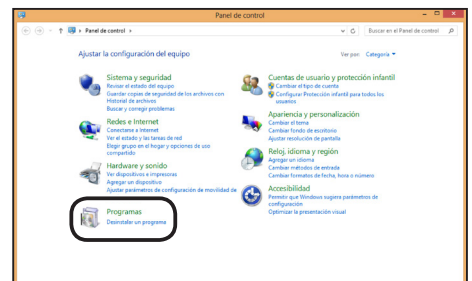 Panel de control
Panel de control
Buscar en el Panel de control
Ajustar la configuración del equipo
Ver por: Categoría
Sistema y seguridad
Revisar el estado del equipo
Guardar copias de seguridad de los archivos con
Historial de archivos
Buscar y corregir problemas
Redes e Internet
Conectarse a Internet
Ver el estado y las tareas de red
Elegir grupo en el hogar y opciones de uso
compartido
Hardware y sonido
Ver dispositivos e impresoras
Agregar un dispositivo
Ajustar parámetros de configuración de movilidad de
Programas
Desinstalar un programa
Cuentas de usuario y protección infantil
Cambiar el tipo de cuenta
Configurar Protección infantil para todos los
usuarios
Apariencia y personalización
Cambiar el tema
Cambiar fondo de escritorio
Ajustar resolución de pantalla
Reloj, idioma y región
Agregar un idioma
Cambiar métodos de entrada
Cambiar formatos de fecha, hora o número
Accesibilidad
Permitir que Windows sugiera parámetros de
configuración
Optimizar la presentación visual